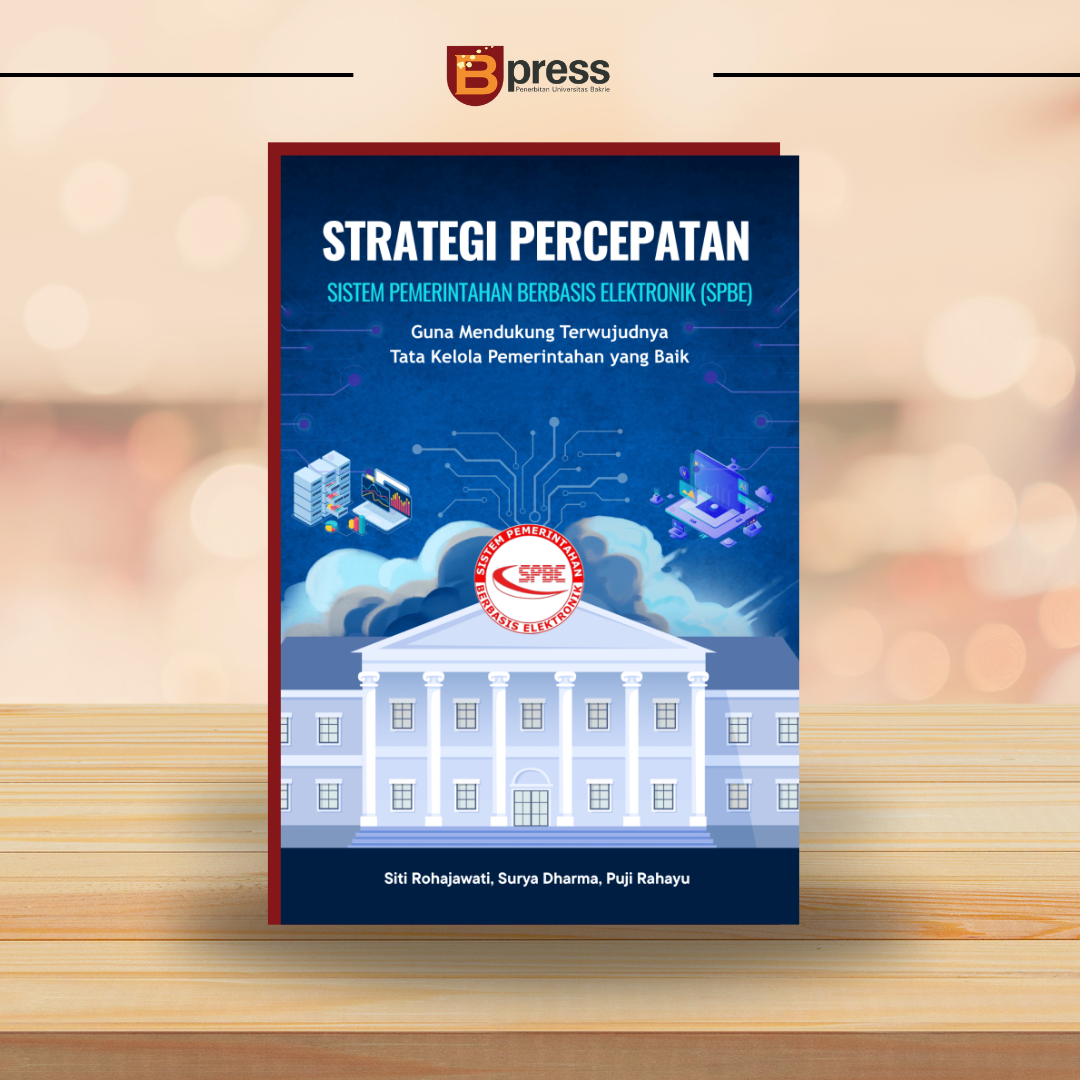 Bpress
Penerbitan Universitas Bakrie
STRATEGI PERCEPATAN
SISTEM PEMERINTAHAN BERBASIS ELEKTRONIK (SPBE)
Guna Mendukung Terwujudnya
Tata Kelola Pemerintahan yang Baik
SISTEM PEMERINTAHAN
SPBE
BERBASIS ELEKTRONIK
Siti Rohajawati, Surya Dharma, Puji Rahayu